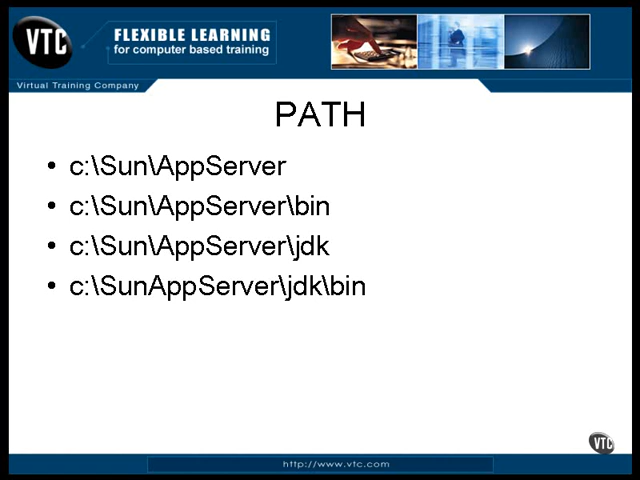 VTC
FLEXIBLE LEARNING
for computer based training
Virtual Training Company
PATH
• c:\Sun\AppServer
• c:\Sun\AppServer\bin
• c:\Sun\AppServer\jdk
• c:\SunAppServer\jdk\bin
VTC
http://www.vtc.com